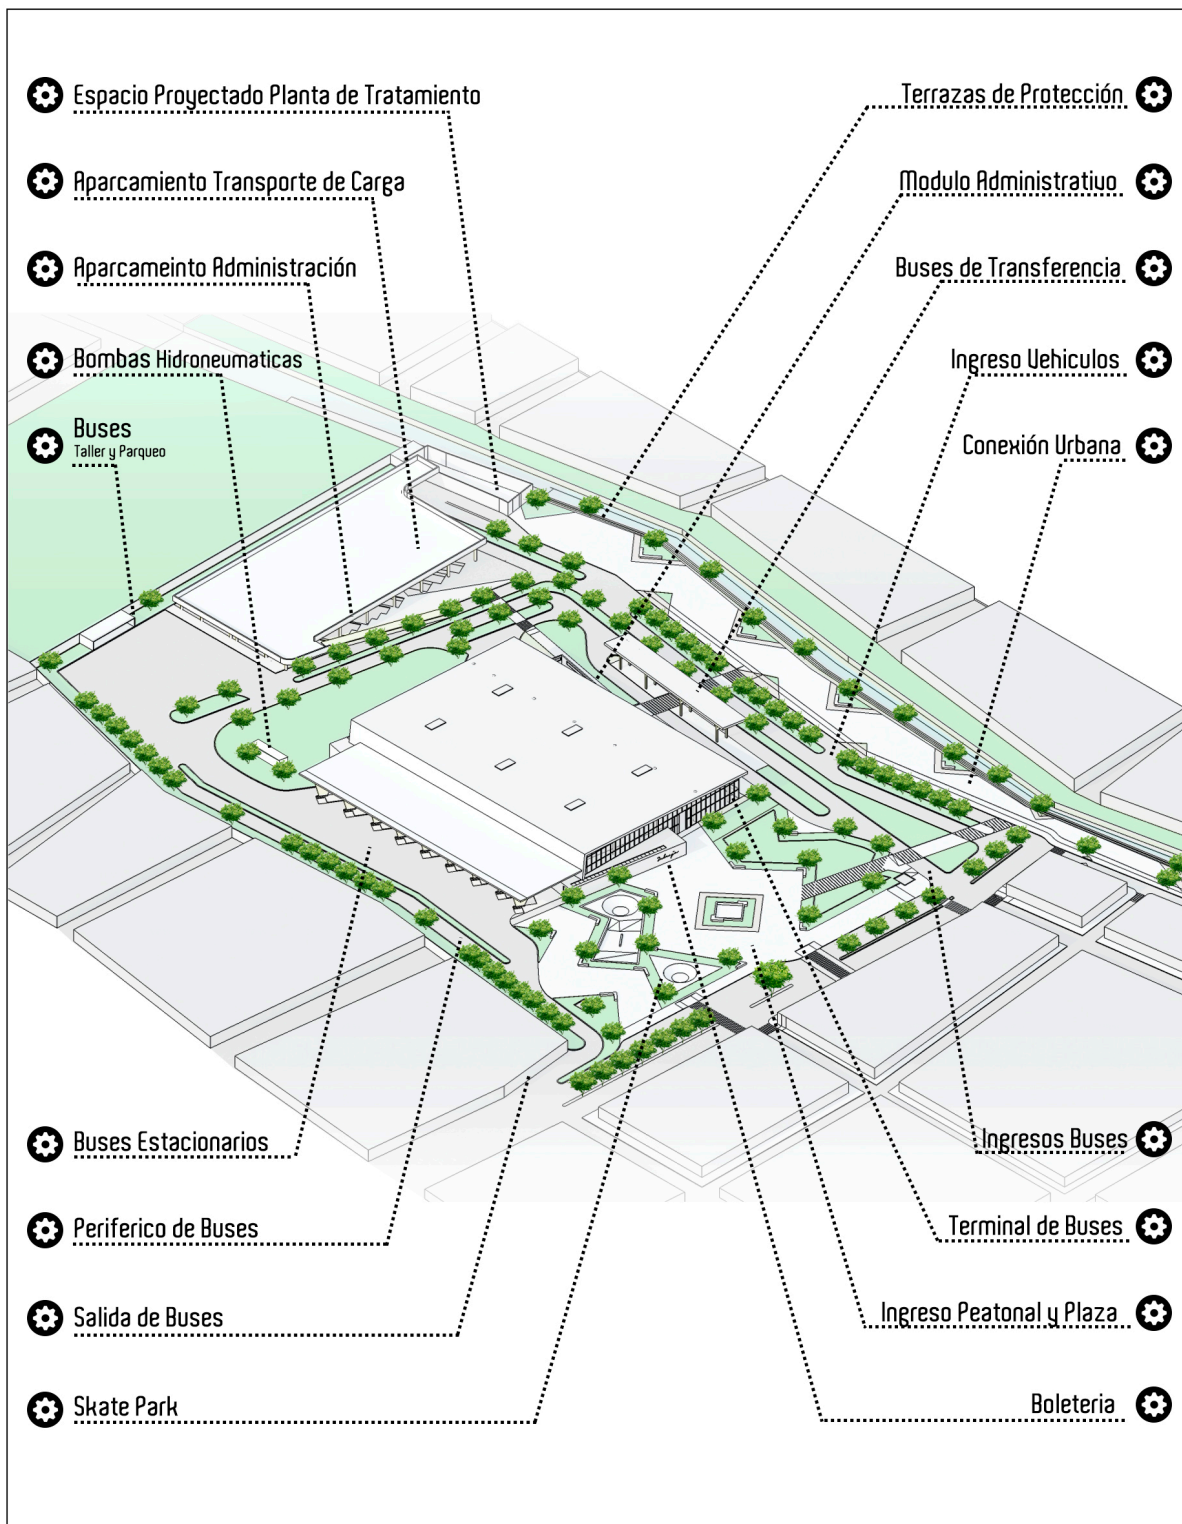 Espacio Proyectado Planta de Tratamiento
Aparcamiento Transporte de Carga
Aparcameinto Administración
Bombas Hidroneumaticas
Buses
Taller y Parqueo
Terrazas de Protección
Modulo Administrativo
Buses de Transferencia
Ingreso Vehiculos
Conexión Urbana
Buses Estacionarios
Periferico de Buses
Salida de Buses
Skate Park
Ingresos Buses
Terminal de Buses
Ingreso Peatonal y Plaza
Boleteria